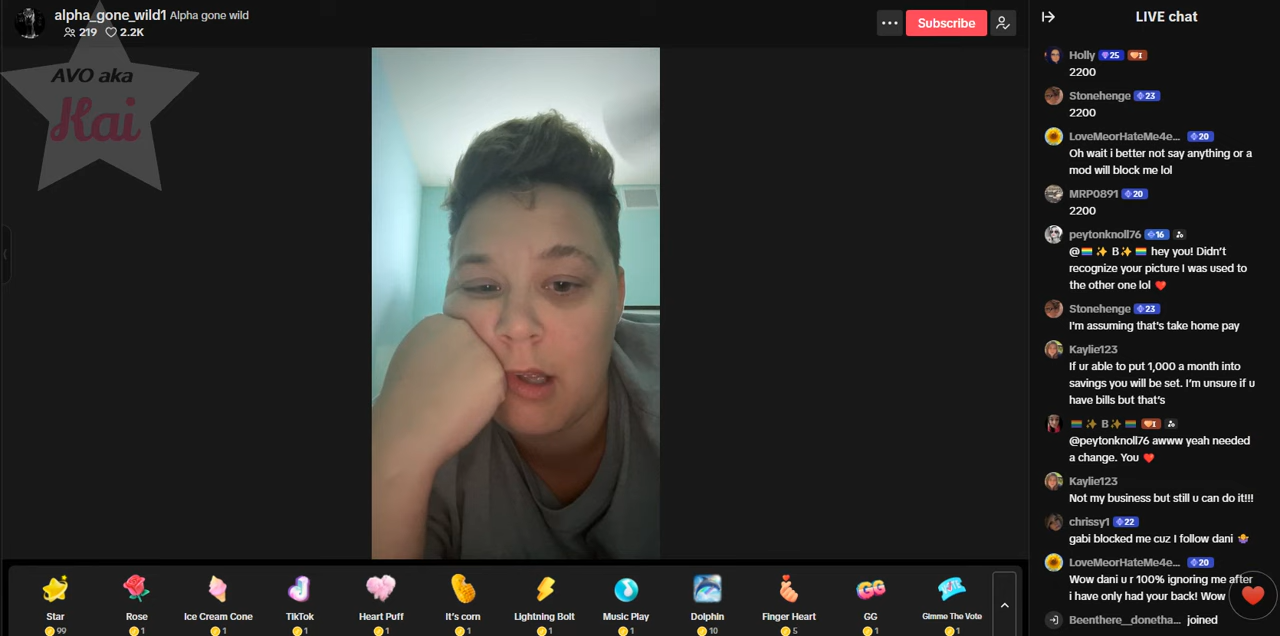 alpha_gone_wild1 Alpha gone wild
219 2.2K
Subscribe
AVO aka
Kai
LIVE chat
Holly 25 I
2200
Stonehenge 23
2200
LoveMeorHateMe4e... 20
Oh wait i better not say anything or a
mod will block me lol
MRP0891 20
2200
peytonknoll76 16
@🏳️‍🌈✨ B✨🏳️‍🌈 hey you! Didn't
recognize your picture I was used to
the other one lol ❤️
Stonehenge 23
I'm assuming that's take home pay
Kaylie123
If ur able to put 1,000 a month into
savings you will be set. I'm unsure if u
have bills but that's
🏳️‍🌈✨ B✨🏳️‍🌈 I
@peytonknoll76 awww yeah needed
a change. You ❤️
Kaylie123
Not my business but still u can do it!!!
chrissy1 22
gabi blocked me cuz I follow dani 🤷
LoveMeorHateMe4e... 20
Wow dani u r 100% ignoring me after
i have only had your back! Wow
Beenthere__donetha... joined
Star
99
Rose
1
Ice Cream Cone
1
TikTok
1
Heart Puff
1
It's corn
1
Lightning Bolt
1
Music Play
1
Dolphin
10
Finger Heart
5
GG
1
Gimme The Vote
1